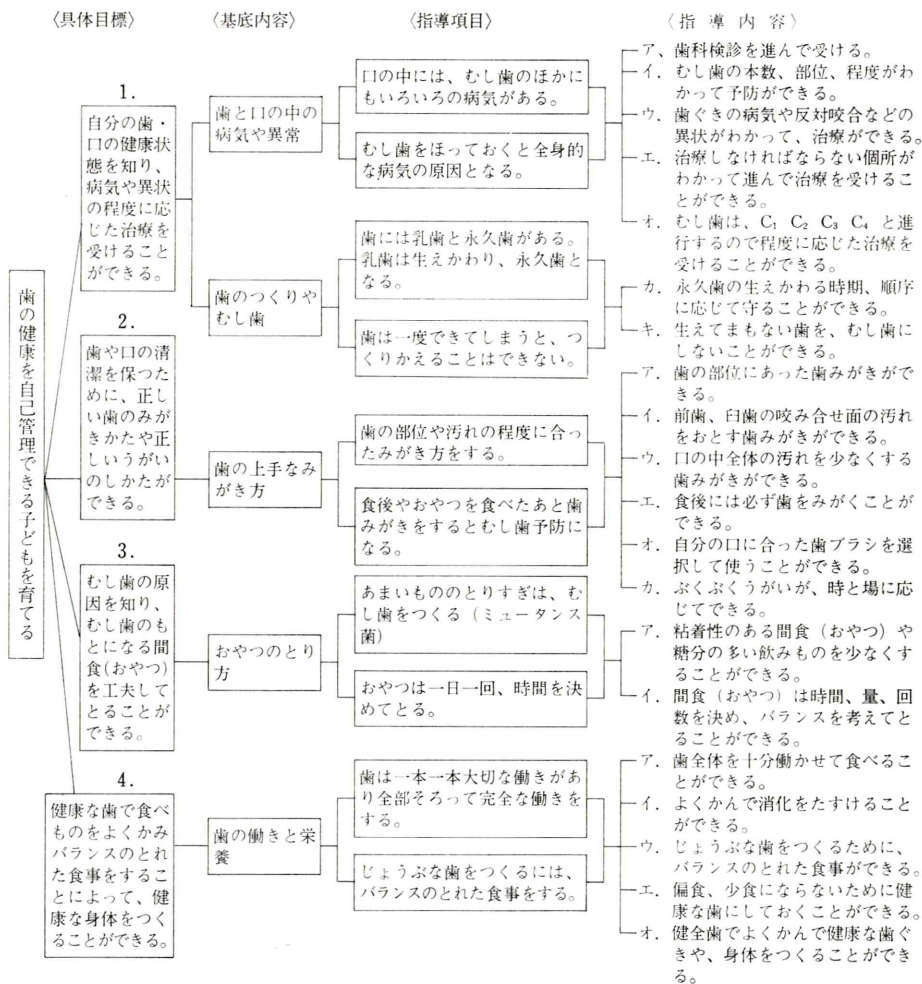 〈具体目標〉
〈基底内容〉
〈指導項目〉
〈指導内容〉
歯の健康を自己管理できる子どもを育てる
1.
自分の歯・
口の健康状
態を知り、
病気や異状
の程度に応
じた治療を
受けること
ができる。
歯と口の中の
病気や異常
口の中には、むし歯のほかに
もいろいろの病気がある。
むし歯をほっておくと全身的
な病気の原因となる。
ア、歯科検診を進んで受ける。
イ．むし歯の本数、部位、程度がわ
かって予防ができる。
ウ．歯ぐきの病気や反対咬合などの
異状がわかって、治療ができる。
エ．治療しなければならない個所が
わかって進んで治療を受けるこ
とができる。
オ．むし歯は、C₁ C₂ C₃ C₄ と進
行するので程度に応じた治療を
受けることができる。
歯のつくりや
むし歯
歯には乳歯と永久歯がある。
乳歯は生えかわり、永久歯と
なる。
歯は一度できてしまうと、つ
くりかえることはできない。
カ．永久歯の生えかわる時期、順序
に応じて守ることができる。
キ．生えてまもない歯を、むし歯に
しないことができる。
2.
歯や口の清
潔を保つた
めに、正し
い歯のみが
きかたや正
しいうがい
のしかたが
できる。
歯の上手なみ
がき方
歯の部位や汚れの程度に合っ
たみがき方をする。
食後やおやつを食べたあと歯
みがきをするとむし歯予防に
なる。
ア．歯の部位にあった歯みがきがで
きる。
イ．前歯、臼歯の咬み合せ面の汚れ
をおとす歯みがきができる。
ウ．口の中全体の汚れを少なくする
歯みがきができる。
エ．食後には必ず歯をみがくことが
できる。
オ．自分の口に合った歯ブラシを選
択して使うことができる。
カ．ぶくぶくうがいが、時と場に応
じてできる。
3.
むし歯の原
因を知り、
むし歯のも
とになる間
食(おやつ)
を工夫して
とることが
できる。
おやつのとり
方
あまいもののとりすぎは、む
し歯をつくる（ミュータンス
菌）
おやつは一日一回、時間を決
めてとる。
ア．粘着性のある間食（おやつ）や
糖分の多い飲みものを少なくす
ることができる。
イ．間食（おやつ）は時間、量、回
数を決め、バランスを考えてと
ることができる。
4.
健康な歯で食べ
ものをよくかみ
バランスのとれ
た食事をするこ
とによって、健
康な身体をつく
ることができる。
歯の働きと栄
養
歯は一本一本大切な働きがあ
り全部そろって完全な働きを
する。
じょうぶな歯をつくるには、
バランスのとれた食事をする。
ア．歯全体を十分働かせて食べるこ
とができる。
イ．よくかんで消化をたすけること
ができる。
ウ．じょうぶな歯をつくるために、
バランスのとれた食事ができる。
エ．偏食、少食にならないために健
康な歯にしておくことができる。
オ．健全歯でよくかんで健康な歯ぐ
きや、身体をつくることができ
る。